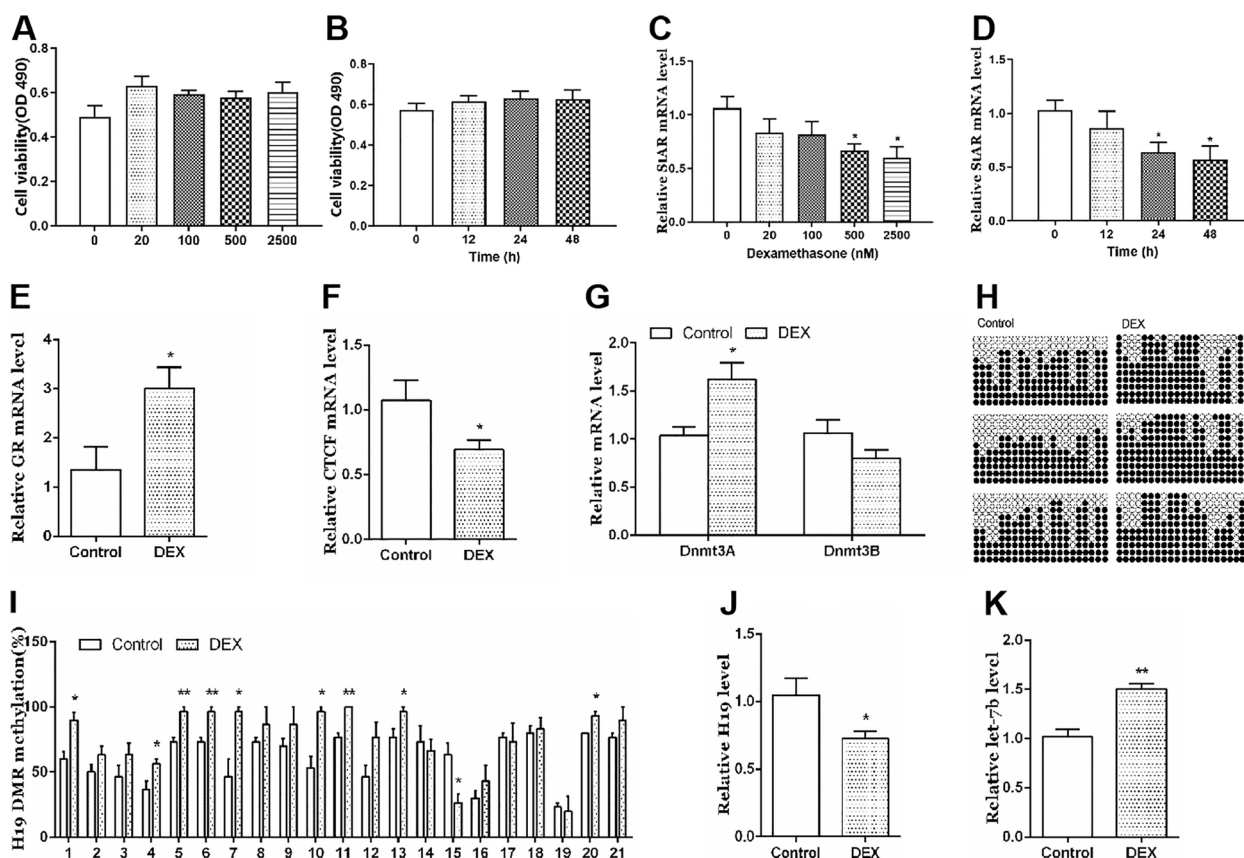 A
Cell viability(OD 490)
0.8
0.6
0.4
0.2
0.0
0 20 100 500 2500
B
Cell viability(OD 490)
0.8
0.6
0.4
0.2
0.0
0 12 24 48
Time (h)
C
Relative StAR mRNA level
1.5
1.0
0.5
0.0
* *
0 20 100 500 2500
Dexamethasone (nM)
D
Relative StAR mRNA level
1.5
1.0
0.5
0.0
* *
0 12 24 48
Time (h)
E
Relative GR mRNA level
4
3
2
1
0
*
Control DEX
F
Relative CTCF mRNA level
1.5
1.0
0.5
0.0
*
Control DEX
G
Control DEX
Relative mRNA level
2.0
1.5
1.0
0.5
0.0
*
Dnmt3A Dnmt3B
H
Control DEX
I
Control DEX
H19 DMR methylation(%)
150
100
50
0
* * ** ** * * ** * * *
1 2 3 4 5 6 7 8 9 10 11 12 13 14 15 16 17 18 19 20 21
J
Relative H19 level
1.5
1.0
0.5
0.0
*
Control DEX
K
Relative let-7b level
2.0
1.5
1.0
0.5
0.0
**
Control DEX